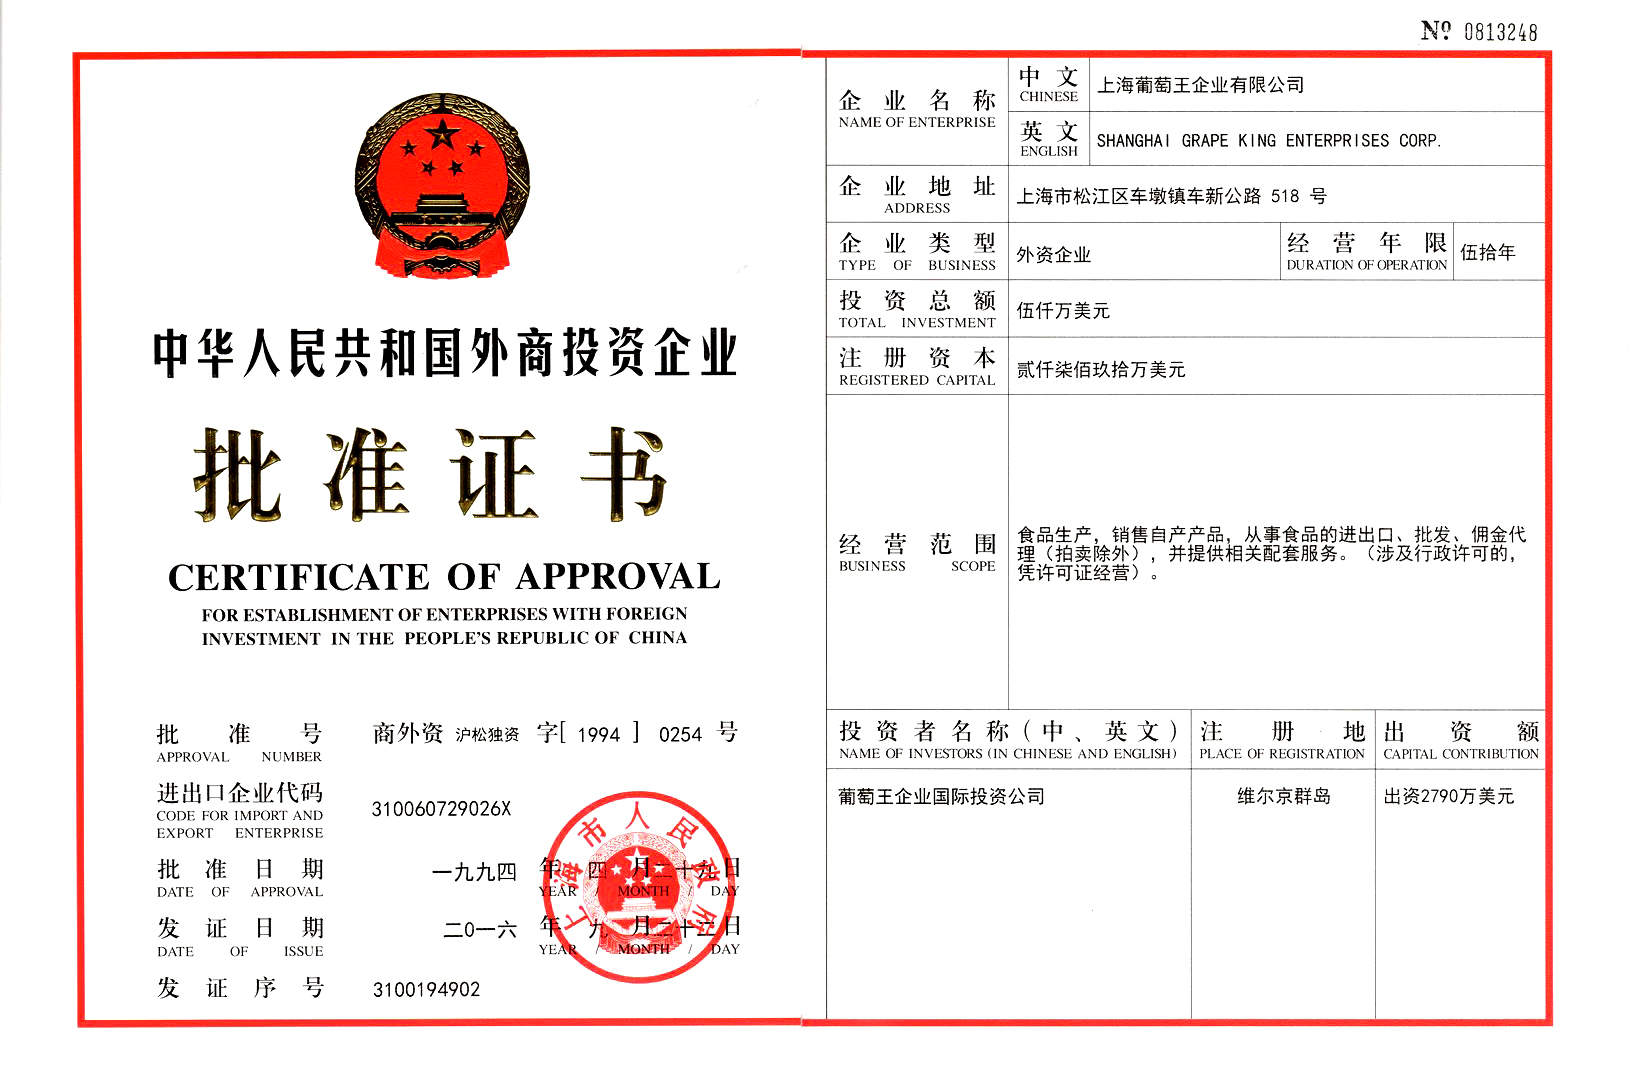 Nº 0813248
中华人民共和国外商投资企业
批准证书
CERTIFICATE OF APPROVAL
FOR ESTABLISHMENT OF ENTERPRISES WITH FOREIGN
INVESTMENT IN THE PEOPLE'S REPUBLIC OF CHINA
批准号 商外资 沪松独资 字[ 1994 ] 0254 号
APPROVAL NUMBER
进出口企业代码
CODE FOR IMPORT AND
EXPORT ENTERPRISE
310060729026X
批准日期 一九九四 年 四 月 二十九 日
DATE OF APPROVAL YEAR / MONTH / DAY
发证日期 二0一六 年 九 月 二十二 日
DATE OF ISSUE YEAR / MONTH / DAY
发证序号 3100194902
上海市人民政府
企业名称
NAME OF ENTERPRISE
中文
CHINESE
上海葡萄王企业有限公司
英文
ENGLISH
SHANGHAI GRAPE KING ENTERPRISES CORP.
企业地址
ADDRESS
上海市松江区车墩镇车新公路 518 号
企业类型
TYPE OF BUSINESS
外资企业
经营年限
DURATION OF OPERATION
伍拾年
投资总额
TOTAL INVESTMENT
伍仟万美元
注册资本
REGISTERED CAPITAL
贰仟柒佰玖拾万美元
经营范围
BUSINESS SCOPE
食品生产，销售自产产品，从事食品的进出口、批发、佣金代
理（拍卖除外），并提供相关配套服务。（涉及行政许可的，
凭许可证经营）。
投资者名称（中、英文）
NAME OF INVESTORS (IN CHINESE AND ENGLISH)
注册地
PLACE OF REGISTRATION
出资额
CAPITAL CONTRIBUTION
葡萄王企业国际投资公司
维尔京群岛
出资2790万美元